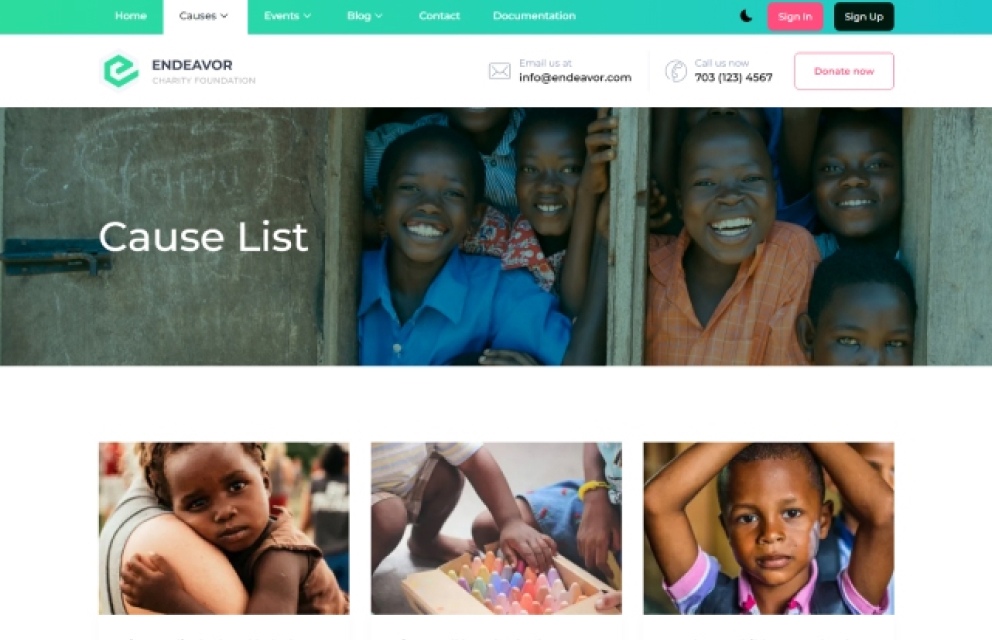 Home Causes Events Blog Contact Documentation Sign In Sign Up
ENDEAVOR
CHARITY FOUNDATION
Email us at
info@endeavor.com
Call us now
703 (123) 4567
Donate now
Happy
Cause List